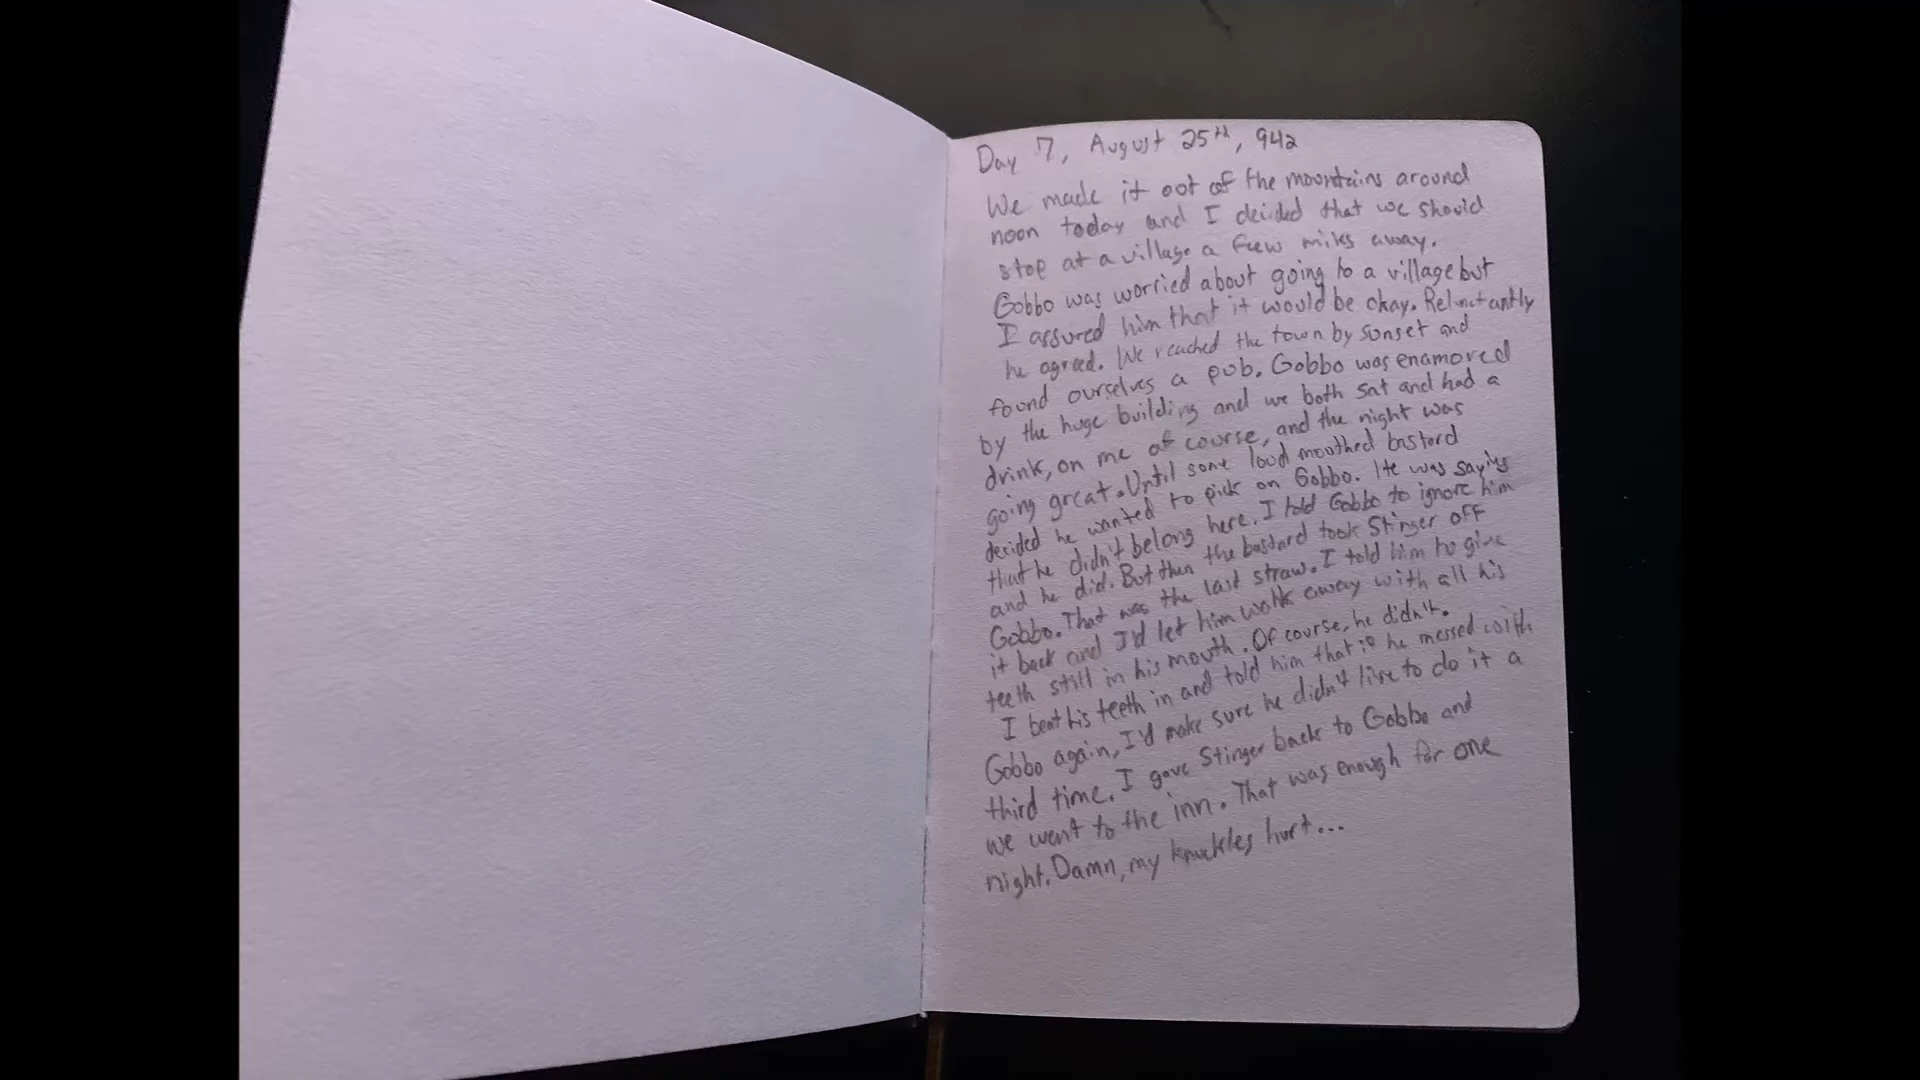 Day 7, August 25th, 942
We made it oot of the mountains around
noon today and I decided that we should
stop at a village a few miles away.
Gobbo was worried about going to a village but
I assured him that it would be okay. Reluctantly
he agreed. We reached the town by sunset and
found ourselves a pub. Gobbo was enamored
by the huge building and we both sat and had a
drink, on me of course, and the night was
going great. Until some loud moothed bastard
decided he wanted to pick on Gobbo. He was saying
that he didn't belong here. I told Gobbo to ignore him
and he did. But then the bastard took Stinger off
Gobbo. That was the last straw. I told him to give
it back and I'd let him walk away with all his
teeth still in his mouth. Of course, he didn't.
I beat his teeth in and told him that if he messed with
Gobbo again, I'd make sure he didn't live to do it a
third time. I gave Stinger back to Gobbo and
we went to the inn. That was enough for one
night. Damn, my knuckles hurt...